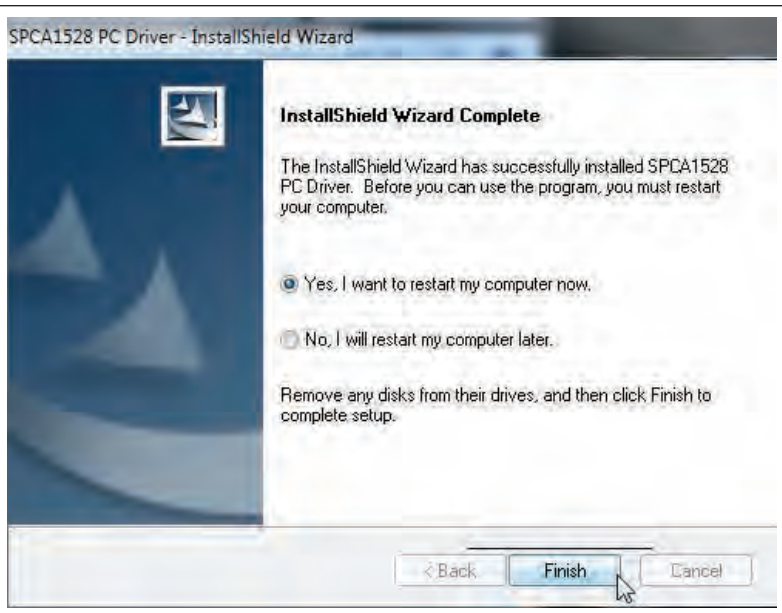 SPCA1528 PC Driver - InstallShield Wizard
InstallShield Wizard Complete
The InstallShield Wizard has successfully installed SPCA1528
PC Driver. Before you can use the program, you must restart
your computer.
Yes, I want to restart my computer now.
No, I will restart my computer later.
Remove any disks from their drives, and then click Finish to
complete setup.
< Back Finish Cancel